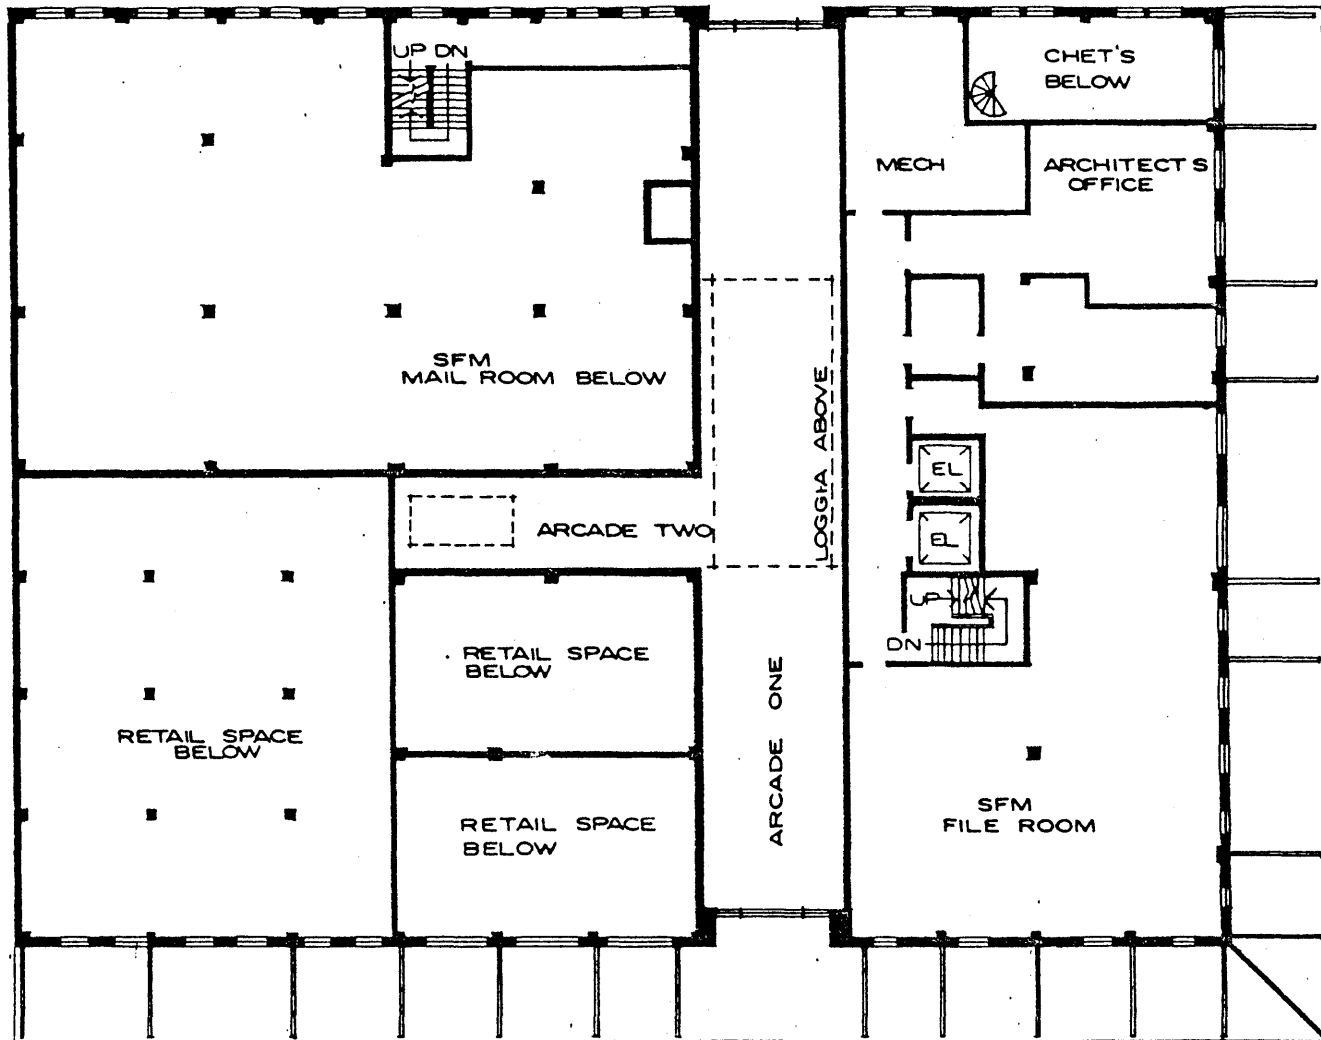 UP DN
CHET'S
BELOW
MECH
ARCHITECTS
OFFICE
SFM
MAIL ROOM BELOW
LOGGIA ABOVE
EL
EL
ARCADE TWO
UP
DN
RETAIL SPACE
BELOW
RETAIL SPACE
BELOW
ARCADE ONE
RETAIL SPACE
BELOW
SFM
FILE ROOM